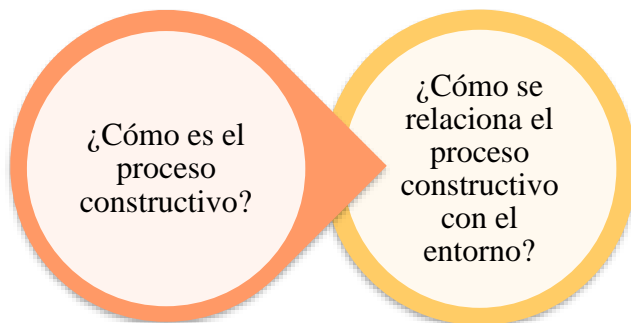 ¿Cómo es el
proceso
constructivo?
¿Cómo se
relaciona el
proceso
constructivo
con el
entorno?